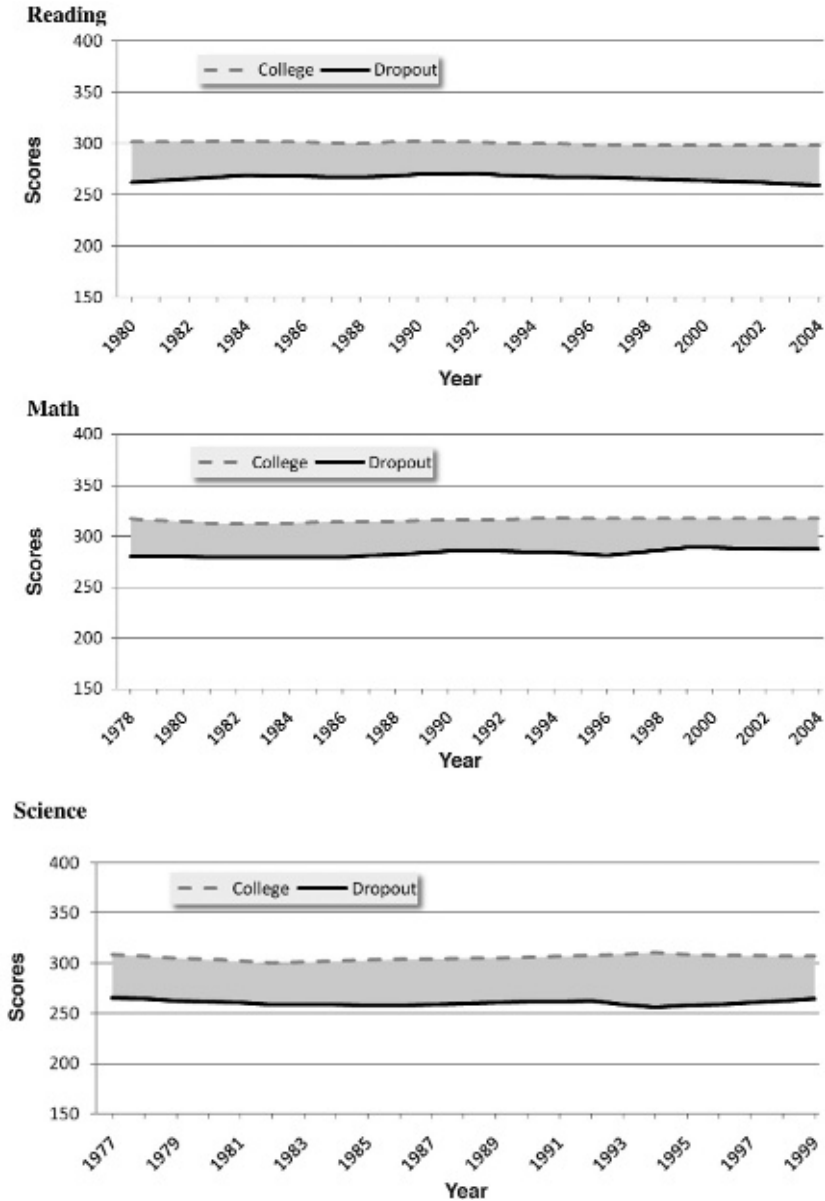 Reading
400
College Dropout
350
300
250
200
150
Scores
1980 1982 1984 1986 1988 1990 1992 1994 1996 1998 2000 2002 2004
Year
Math
400
College Dropout
350
300
250
200
150
Scores
1978 1980 1982 1984 1986 1988 1990 1992 1994 1996 1998 2000 2002 2004
Year
Science
400
College Dropout
350
300
250
200
150
Scores
1977 1979 1981 1983 1985 1987 1989 1991 1993 1995 1997 1999
Year